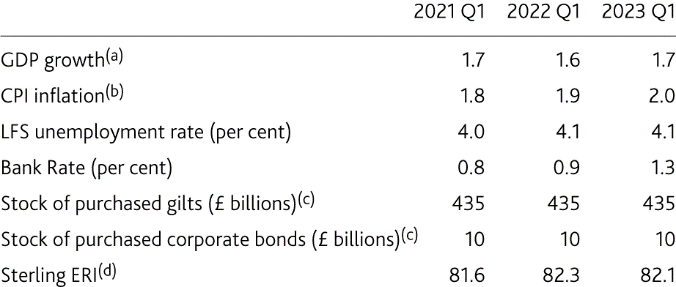 2021 Q1 2022 Q1 2023 Q1
GDP growth(a) 1.7 1.6 1.7
CPI inflation(b) 1.8 1.9 2.0
LFS unemployment rate (per cent) 4.0 4.1 4.1
Bank Rate (per cent) 0.8 0.9 1.3
Stock of purchased gilts (£ billions)(c) 435 435 435
Stock of purchased corporate bonds (£ billions)(c) 10 10 10
Sterling ERI(d) 81.6 82.3 82.1